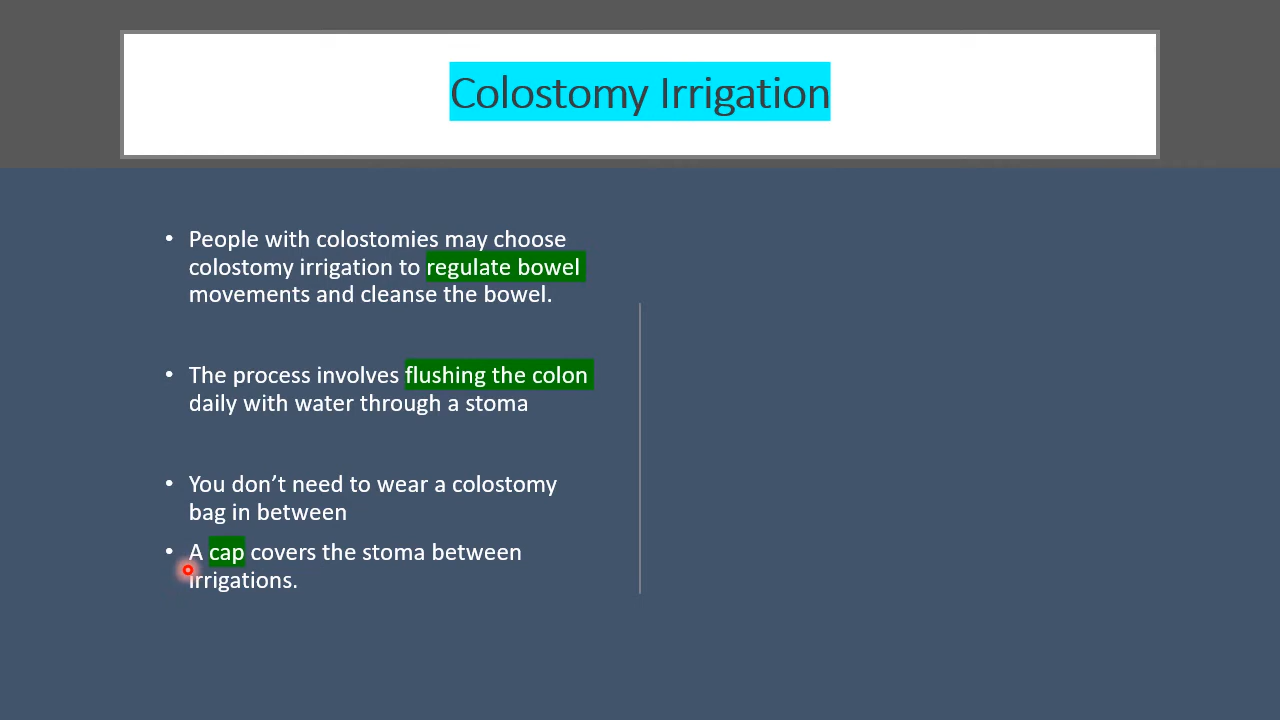 Colostomy Irrigation
• People with colostomies may choose
colostomy irrigation to regulate bowel
movements and cleanse the bowel.
• The process involves flushing the colon
daily with water through a stoma
• You don’t need to wear a colostomy
bag in between
• A cap covers the stoma between
irrigations.